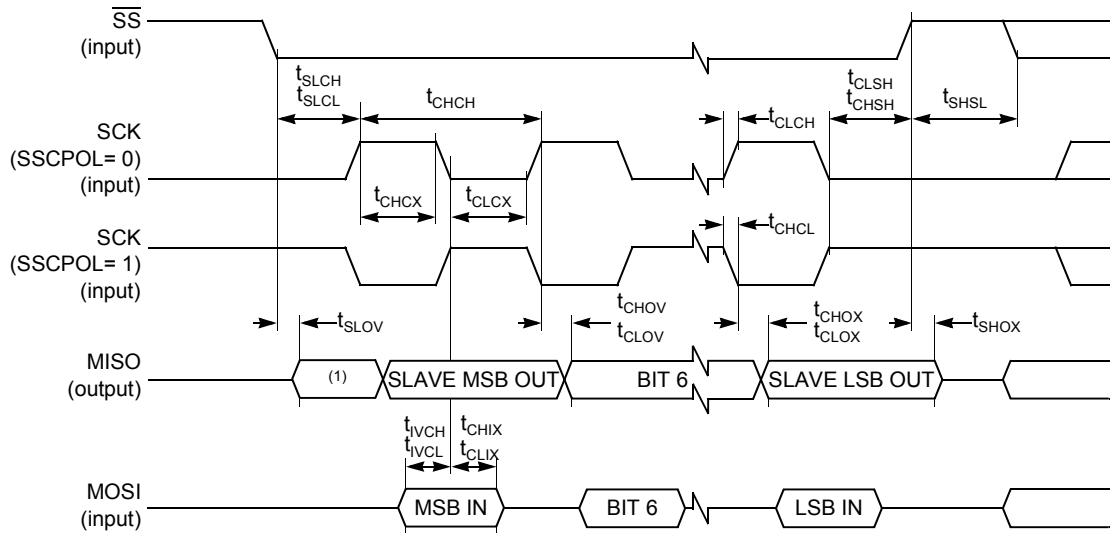 SS
(input)
tSLCH
tSLCL
tCHCH
tCLCH
tCLSH
tCHSH
tSHSL
SCK
(SSCPOL= 0)
(input)
tCHCX
tCLCX
tCHCL
SCK
(SSCPOL= 1)
(input)
tSLOV
tCHOV
tCLOV
tCHOX
tCLOX
tSHOX
MISO
(output)
(1)
SLAVE MSB OUT
BIT 6
SLAVE LSB OUT
tIVCH
tIVCL
tCHIX
tCLIX
MOSI
(input)
MSB IN
BIT 6
LSB IN